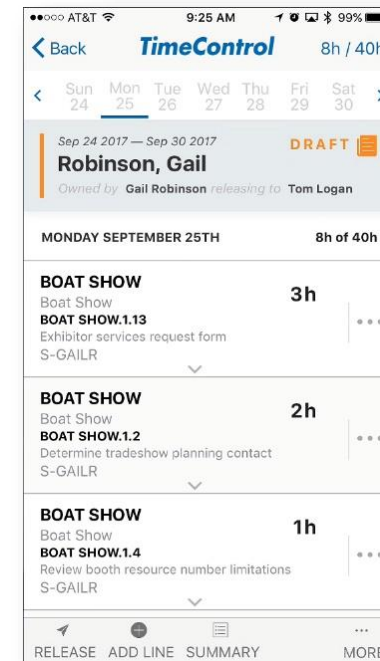 AT&T 9:25 AM 99%
Back TimeControl 8h / 40h
Sun Mon Tue Wed Thu Fri Sat
24 25 26 27 28 29 30
Sep 24 2017 — Sep 30 2017 DRAFT
Robinson, Gail
Owned by Gail Robinson releasing to Tom Logan
MONDAY SEPTEMBER 25TH 8h of 40h
BOAT SHOW
Boat Show 3h
BOAT SHOW.1.13
Exhibitor services request form
S-GAILR
BOAT SHOW
Boat Show 2h
BOAT SHOW.1.2
Determine tradeshow planning contact
S-GAILR
BOAT SHOW
Boat Show 1h
BOAT SHOW.1.4
Review booth resource number limitations
S-GAILR
RELEASE ADD LINE SUMMARY MORE